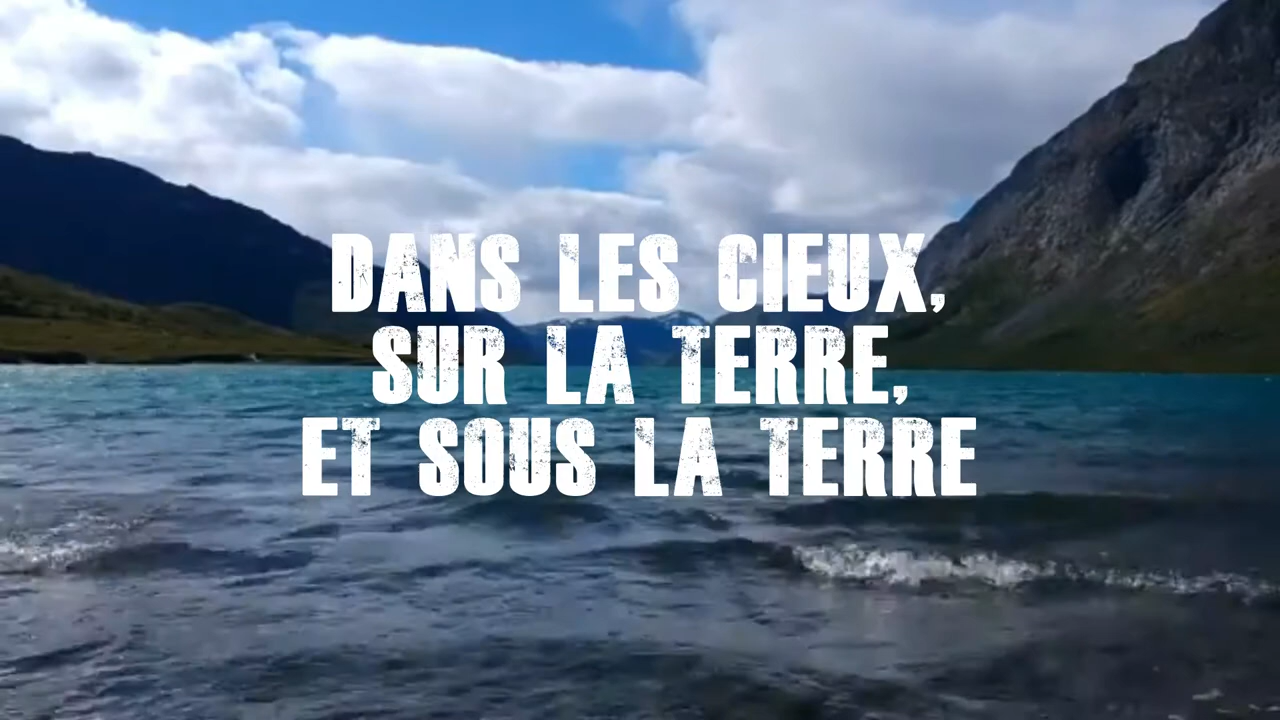 DANS LES CIEUX,
SUR LA TERRE,
ET SOUS LA TERRE